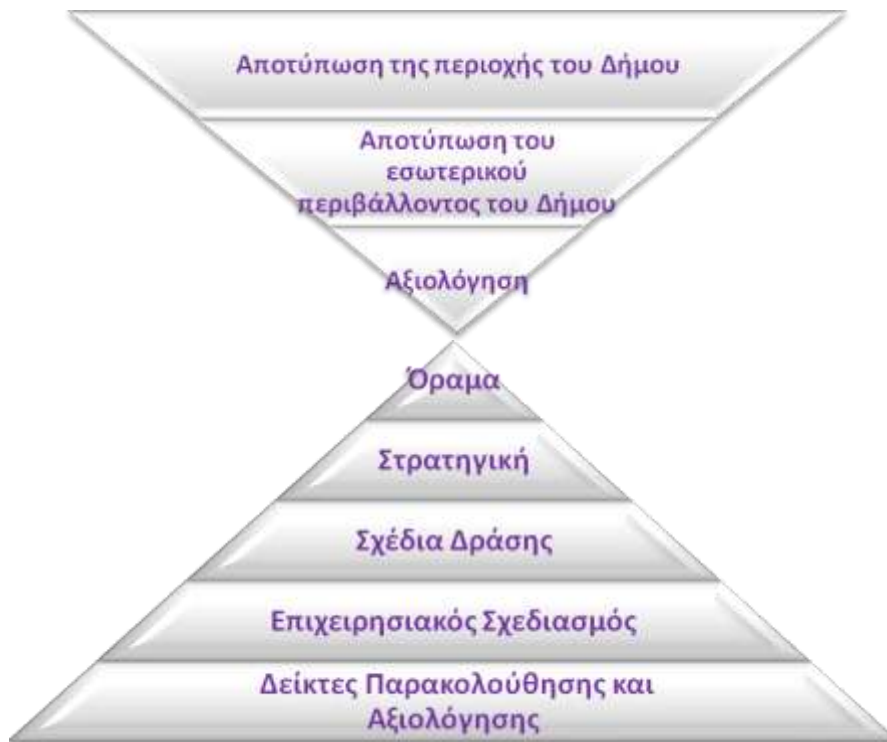 Αποτύπωση της περιοχής του Δήμου
Αποτύπωση του
εσωτερικού
περιβάλλοντος του Δήμου
Αξιολόγηση
Όραμα
Στρατηγική
Σχέδια Δράσης
Επιχειρησιακός Σχεδιασμός
Δείκτες Παρακολούθησης και
Αξιολόγησης